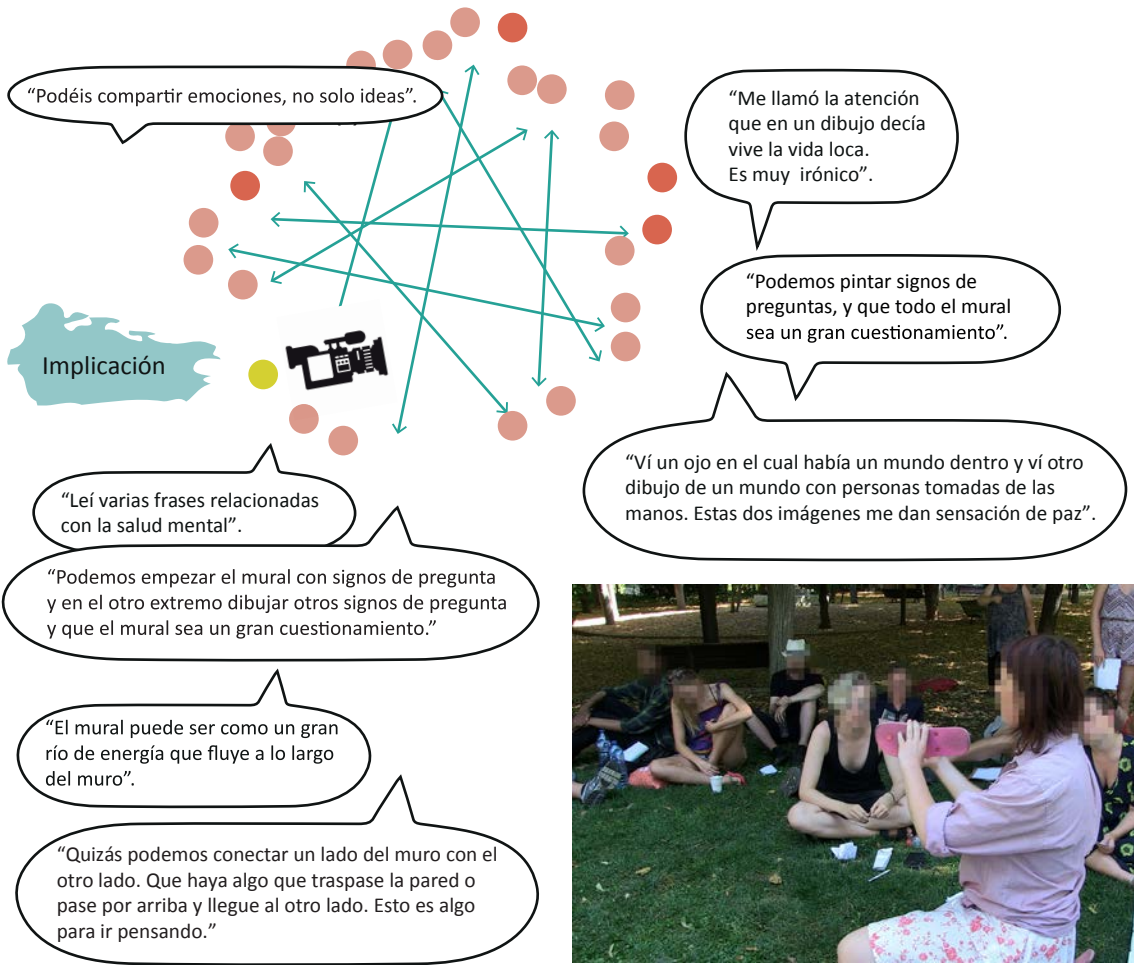 “Podéis compartir emociones, no solo ideas”.
“Me llamó la atención
que en un dibujo decía
vive la vida loca.
Es muy irónico”.
“Podemos pintar signos de
preguntas, y que todo el mural
sea un gran cuestionamiento”.
Implicación
“Ví un ojo en el cual había un mundo dentro y ví otro
dibujo de un mundo con personas tomadas de las
manos. Estas dos imágenes me dan sensación de paz”.
“Leí varias frases relacionadas
con la salud mental”.
“Podemos empezar el mural con signos de pregunta
y en el otro extremo dibujar otros signos de pregunta
y que el mural sea un gran cuestionamiento.”
“El mural puede ser como un gran
río de energía que fluye a lo largo
del muro”.
“Quizás podemos conectar un lado del muro con el
otro lado. Que haya algo que traspase la pared o
pase por arriba y llegue al otro lado. Esto es algo
para ir pensando.”